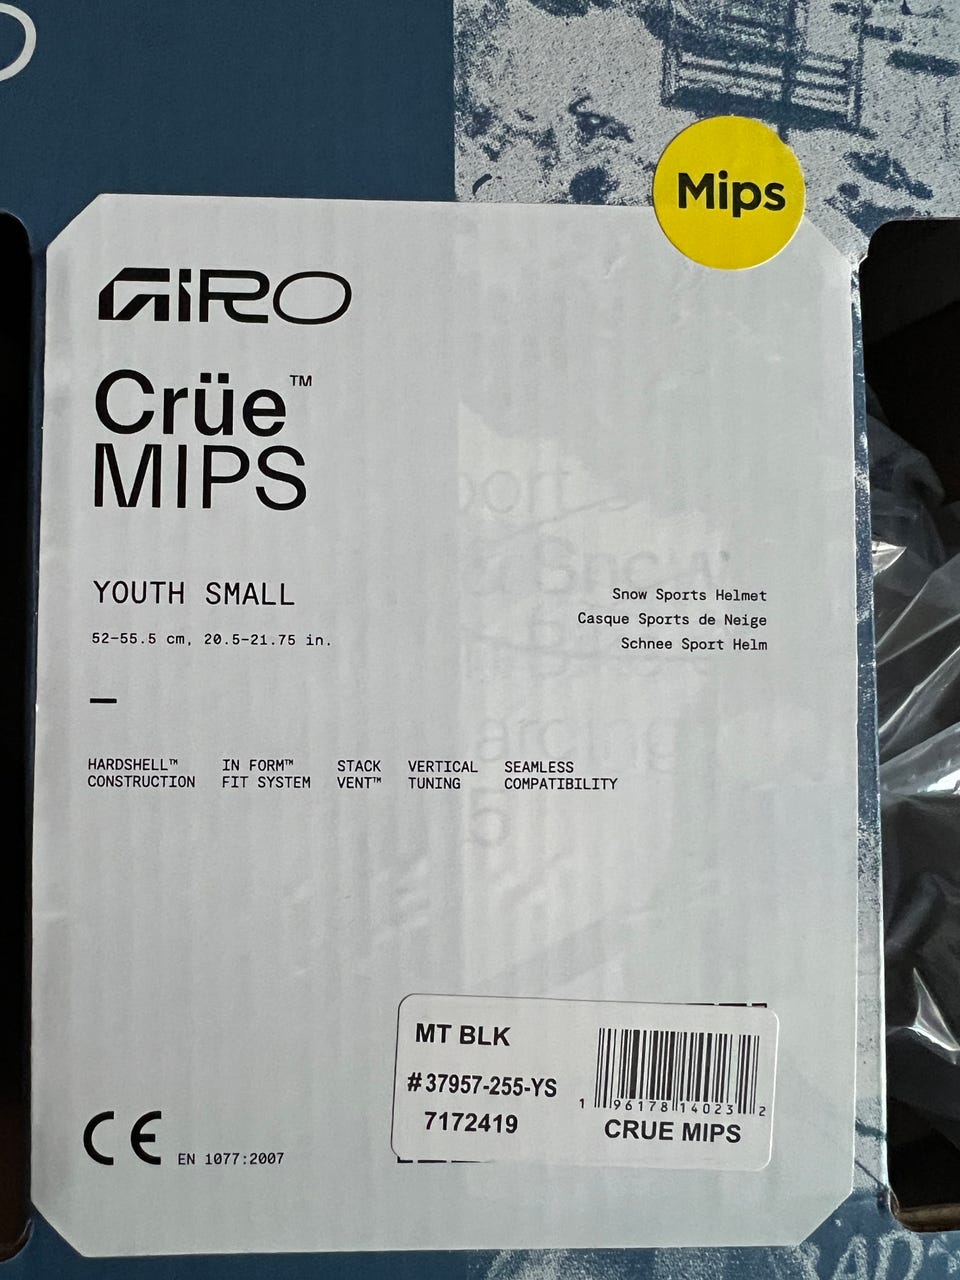 Mips
GIRO
Crüe™
MIPS
YOUTH SMALL
52-55.5 cm, 20.5-21.75 in.
Snow Sports Helmet
Casque Sports de Neige
Schnee Sport Helm
HARDSHELL™ CONSTRUCTION
IN FORM™ FIT SYSTEM
STACK VENT™
VERTICAL TUNING
SEAMLESS COMPATIBILITY
MT BLK
#37957-255-YS
7172419
1 96178 14023 2
CRUE MIPS
CE EN 1077:2007